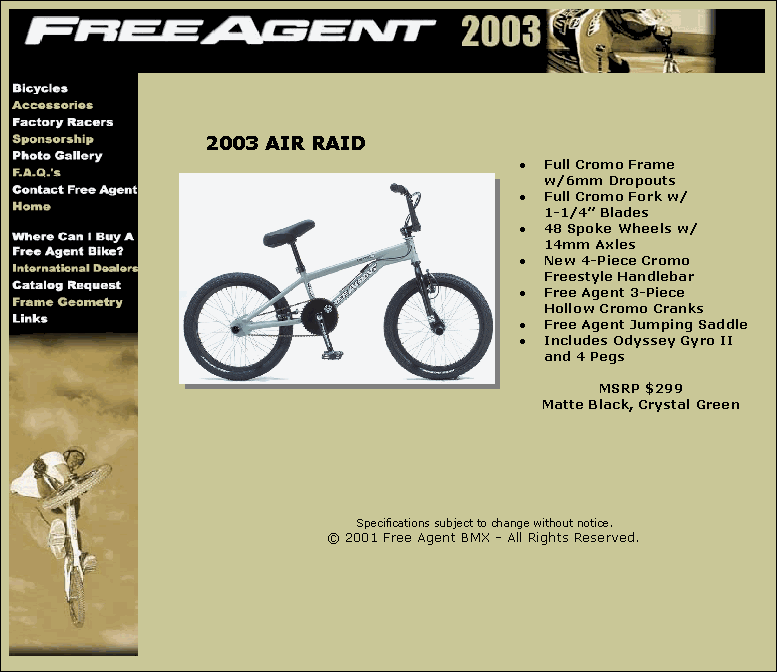 FREEAGENT 2003
Bicycles
Accessories
Factory Racers
Sponsorship
Photo Gallery
F.A.Q.'s
Contact Free Agent
Home
Where Can I Buy A
Free Agent Bike?
International Dealers
Catalog Request
Frame Geometry
Links
2003 AIR RAID
• Full Cromo Frame
w/6mm Dropouts
• Full Cromo Fork w/
1-1/4” Blades
• 48 Spoke Wheels w/
14mm Axles
• New 4-Piece Cromo
Freestyle Handlebar
• Free Agent 3-Piece
Hollow Cromo Cranks
• Free Agent Jumping Saddle
• Includes Odyssey Gyro II
and 4 Pegs
MSRP $299
Matte Black, Crystal Green
Specifications subject to change without notice.
© 2001 Free Agent BMX - All Rights Reserved.